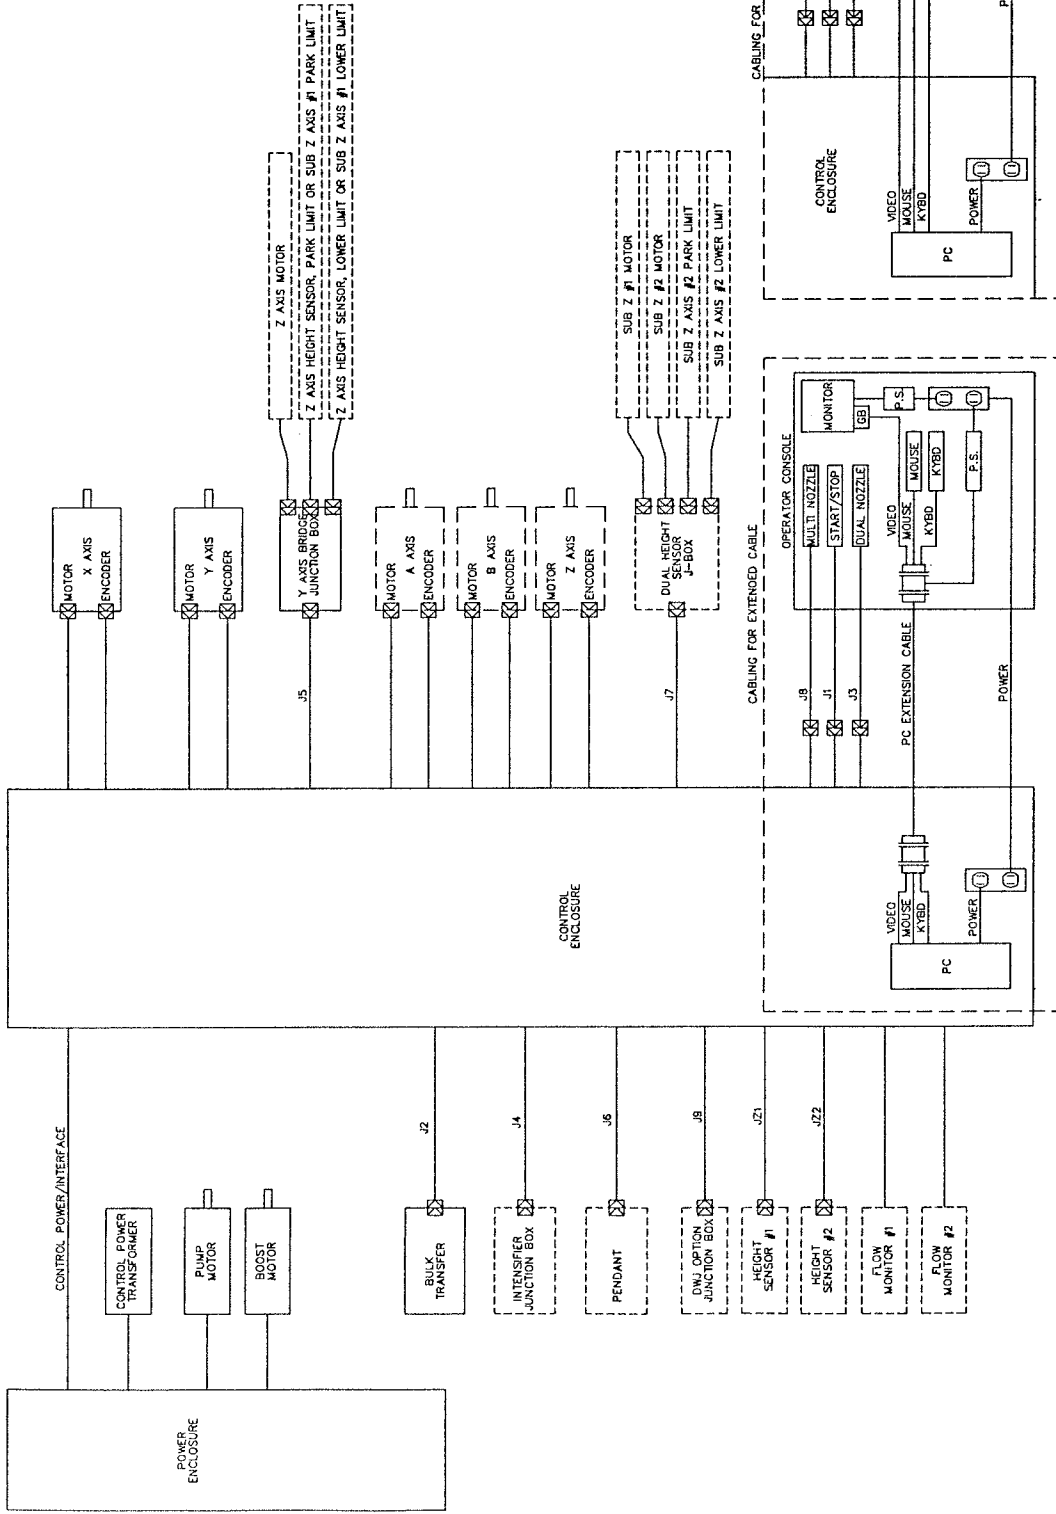 POWER
ENCLOSURE
CONTROL POWER/INTERFACE
CONTROL POWER
TRANSFORMER
PUMP
MOTOR
BOOST
MOTOR
BULK
TRANSFER
J2
INTENSIFIER
JUNCTION BOX
J4
PENDANT
J6
DWJ OPTION
JUNCTION BOX
J9
HEIGHT
SENSOR #1
JZ1
HEIGHT
SENSOR #2
JZ2
FLOW
MONITOR #1
FLOW
MONITOR #2
CONTROL
ENCLOSURE
MOTOR
X AXIS
ENCODER
MOTOR
Y AXIS
ENCODER
J5
Y AXIS BRIDGE
JUNCTION BOX
Z AXIS MOTOR
Z AXIS HEIGHT SENSOR, PARK LIMIT OR SUB Z AXIS #1 PARK LIMIT
Z AXIS HEIGHT SENSOR, LOWER LIMIT OR SUB Z AXIS #1 LOWER LIMIT
MOTOR
A AXIS
ENCODER
MOTOR
B AXIS
ENCODER
MOTOR
Z AXIS
ENCODER
J7
DUAL HEIGHT
SENSOR
J-BOX
SUB Z #1 MOTOR
SUB Z #2 MOTOR
SUB Z AXIS #2 PARK LIMIT
SUB Z AXIS #2 LOWER LIMIT
CABLING FOR EXTENDED CABLE
OPERATOR CONSOLE
J8
MULTI NOZZLE
J1
START/STOP
J3
DUAL NOZZLE
MONITOR
GB
P.S.
VIDEO
MOUSE
KYBD
MOUSE
KYBD
P.S.
PC EXTENSION CABLE
POWER
VIDEO
MOUSE
KYBD
POWER
PC
CABLING FOR
CONTROL
ENCLOSURE
VIDEO
MOUSE
KYBD
POWER
PC
P